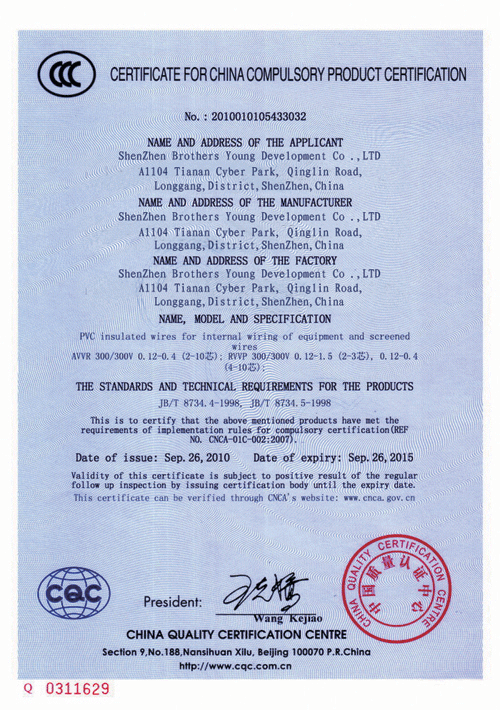 CCC
CERTIFICATE FOR CHINA COMPULSORY PRODUCT CERTIFICATION
No.: 2010010105433032
NAME AND ADDRESS OF THE APPLICANT
ShenZhen Brothers Young Development Co .,LTD
A1104 Tianan Cyber Park, Qinglin Road,
Longgang,District,ShenZhen,China
NAME AND ADDRESS OF THE MANUFACTURER
ShenZhen Brothers Young Development Co .,LTD
A1104 Tianan Cyber Park, Qinglin Road,
Longgang,District,ShenZhen,China
NAME AND ADDRESS OF THE FACTORY
ShenZhen Brothers Young Development Co .,LTD
A1104 Tianan Cyber Park, Qinglin Road,
Longgang,District,ShenZhen,China
NAME, MODEL AND SPECIFICATION
PVC insulated wires for internal wiring of equipment and screened
wires
AVVR 300/300V 0.12-0.4 (2-10芯); RVVP 300/300V 0.12-1.5 (2-3芯), 0.12-0.4
(4-10芯);
THE STANDARDS AND TECHNICAL REQUIREMENTS FOR THE PRODUCTS
JB/T 8734.4-1998, JB/T 8734.5-1998
This is to certify that the above mentioned products have met the
requirements of implementation rules for compulsory certification(REF
NO. CNCA-01C-002:2007).
Date of issue: Sep.26,2010 Date of expiry: Sep.26,2015
Validity of this certificate is subject to positive result of the regular
follow up inspection by issuing certification body until the expiry date.
This certificate can be verified through CNCA's website: www.cnca.gov.cn
CQC
President:
Wang Kejiao
CHINA QUALITY CERTIFICATION CENTRE
中国质量认证中心
CHINA QUALITY CERTIFICATION CENTRE
Section 9,No.188,Nansihuan Xilu, Beijing 100070 P.R.China
http://www.cqc.com.cn
Q 0311629